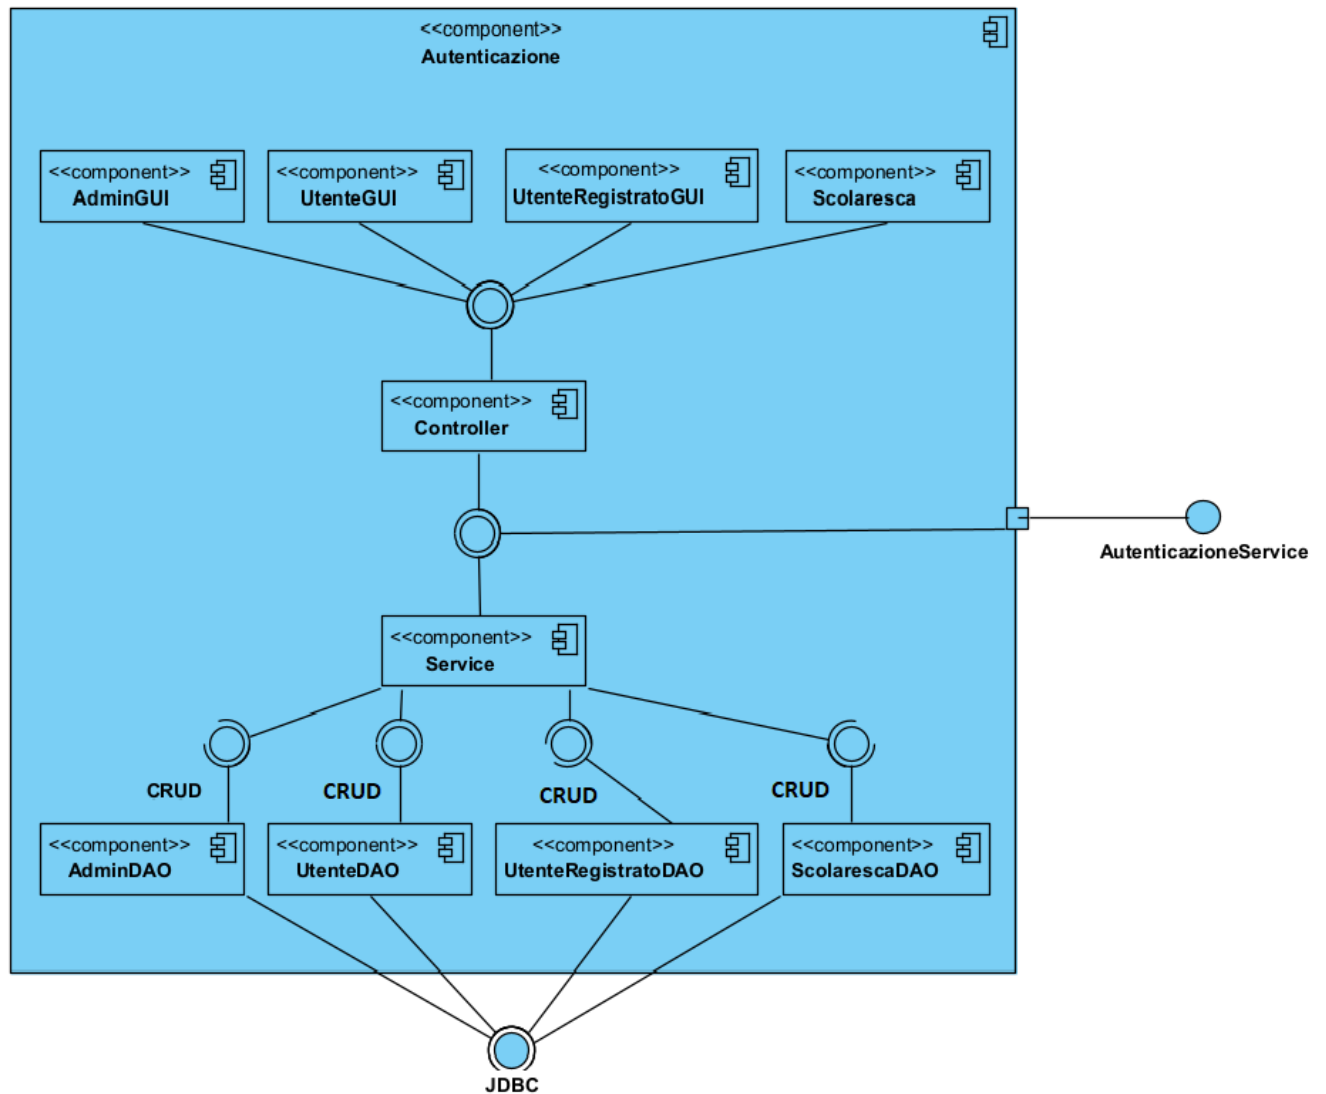 <<component>>
Autenticazione
<<component>>
AdminGUI
<<component>>
UtenteGUI
<<component>>
UtenteRegistratoGUI
<<component>>
Scolaresca
<<component>>
Controller
AutenticazioneService
<<component>>
Service
CRUD
CRUD
CRUD
CRUD
<<component>>
AdminDAO
<<component>>
UtenteDAO
<<component>>
UtenteRegistratoDAO
<<component>>
ScolarescaDAO
JDBC